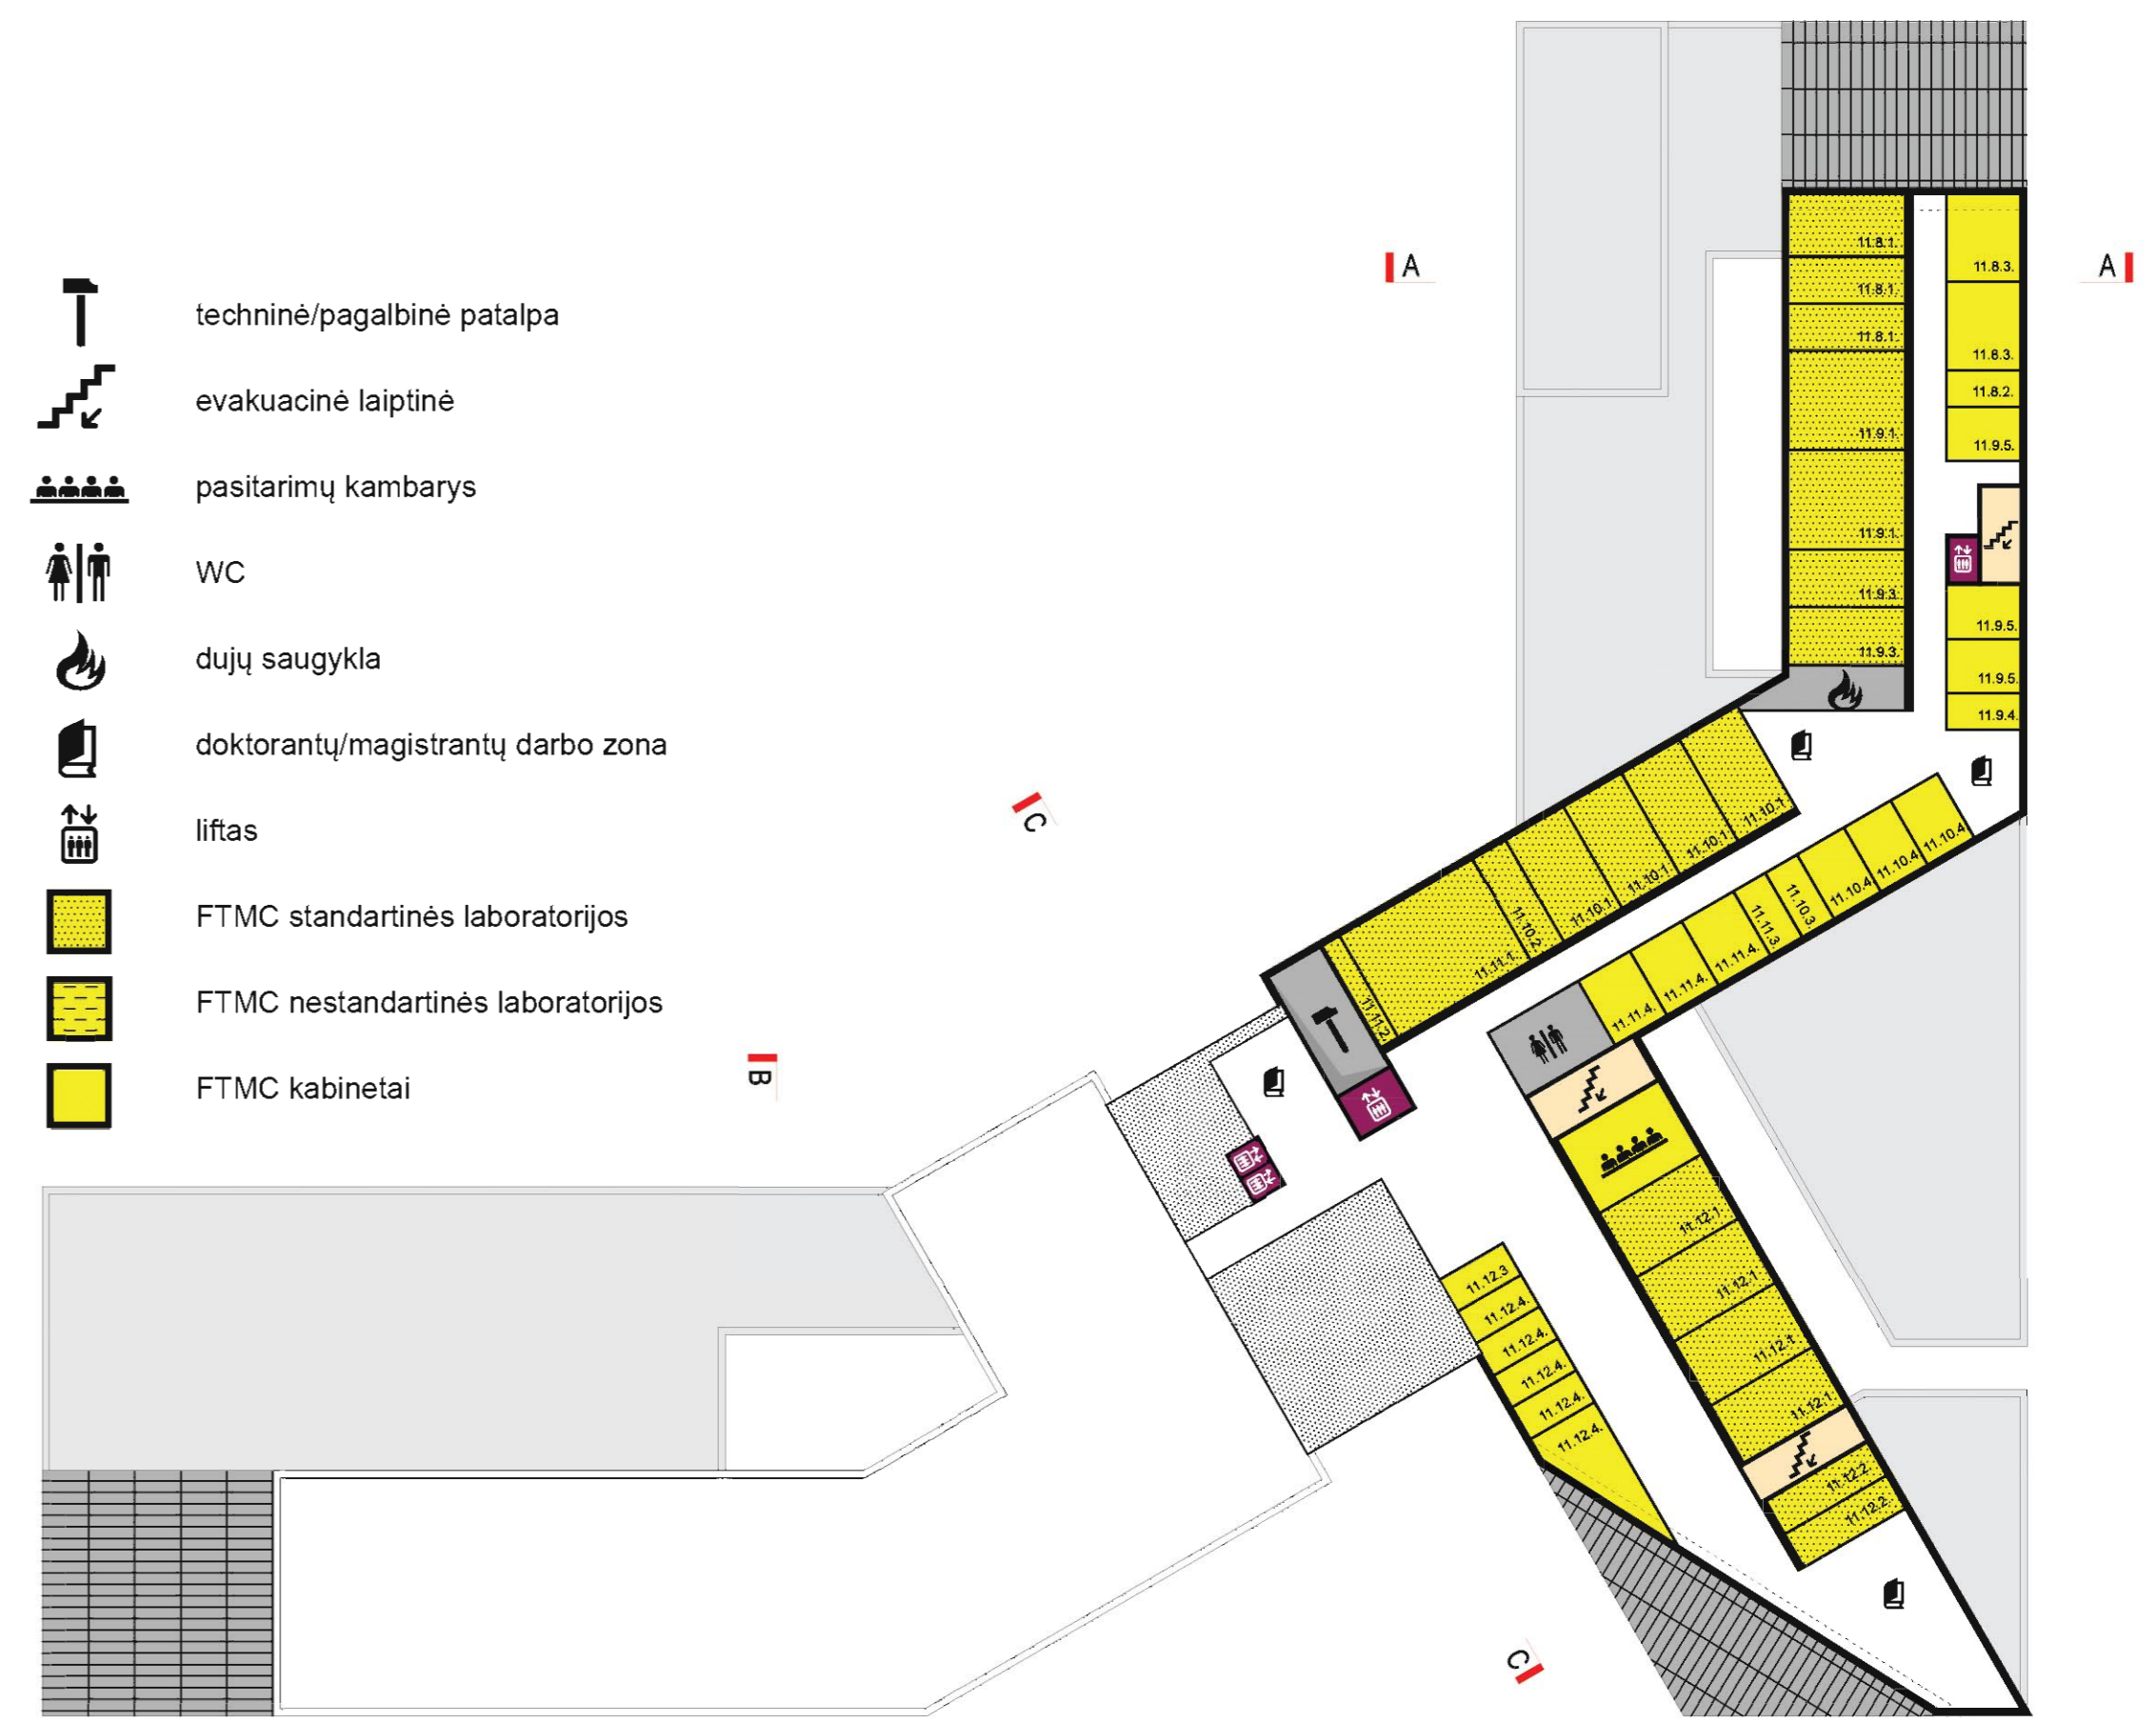 techninė/pagalbinė patalpa
evakuacinė laiptinė
pasitarimų kambarys
WC
dujų saugykla
doktorantų/magistrantų darbo zona
liftas
FTMC standartinės laboratorijos
FTMC nestandartinės laboratorijos
FTMC kabinetai
A
A
C
B
C
11.8.1.
11.8.1.
11.8.1.
11.9.1.
11.9.1.
11.9.3.
11.9.3.
11.8.3.
11.8.3.
11.8.2.
11.9.5.
11.9.5.
11.9.5.
11.9.4.
11.10.1.
11.10.1.
11.10.1.
11.10.1.
11.10.2.
11.11.1.
11.11.2.
11.10.4.
11.10.4.
11.10.4.
11.10.3
11.11.3
11.11.4.
11.11.4.
11.11.4.
11.12.1.
11.12.1
11.12.1
11.12.1.
11.12.2.
11.12.2.
11.12.3
11.12.4.
11.12.4.
11.12.4.
11.12.4.
11.12.4.